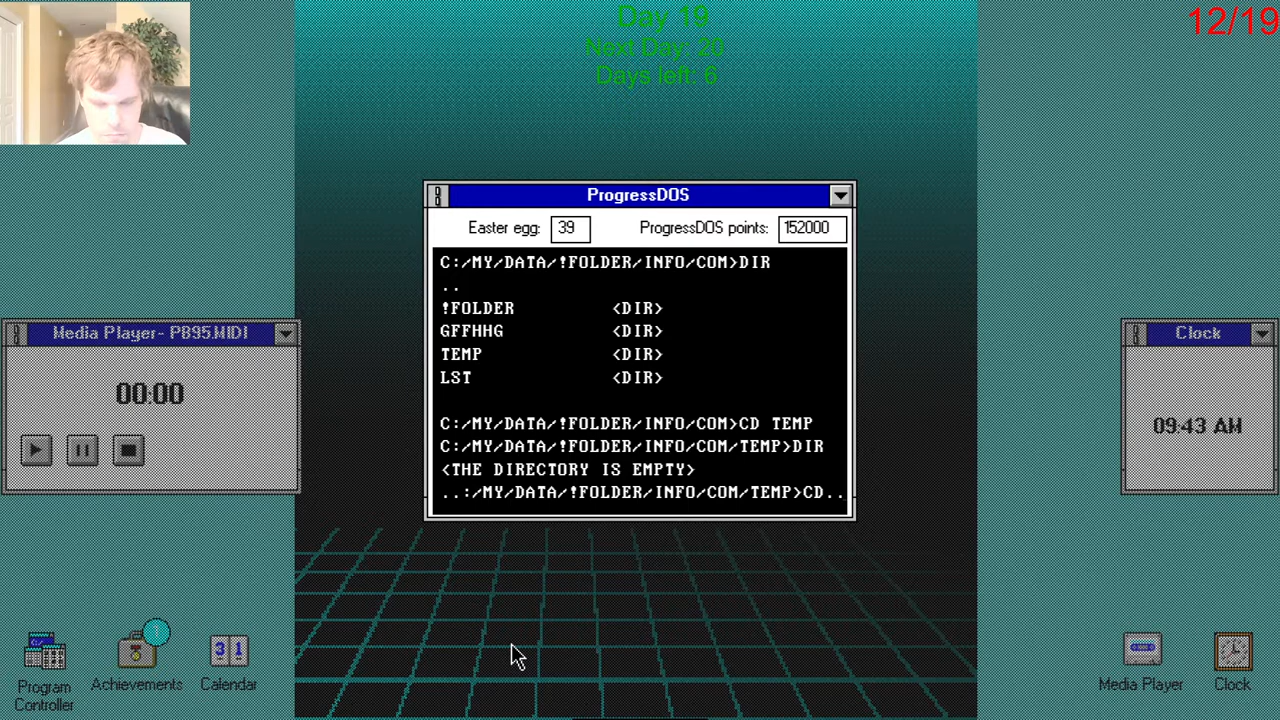 Day 19
Next Day: 20
Days left: 6
12/19
ProgressDOS
Easter egg: 39 ProgressDOS points: 152000
C:/MY/DATA/!FOLDER/INFO/COM>DIR
..
!FOLDER <DIR>
GFFHHG <DIR>
TEMP <DIR>
LST <DIR>
C:/MY/DATA/!FOLDER/INFO/COM>CD TEMP
C:/MY/DATA/!FOLDER/INFO/COM/TEMP>DIR
<THE DIRECTORY IS EMPTY>
..:/MY/DATA/!FOLDER/INFO/COM/TEMP>CD..
Media Player- PB95.MIDI
00:00
Clock
09:43 AM
Program
Controller
Achievements
1
Calendar
31
Media Player
Clock